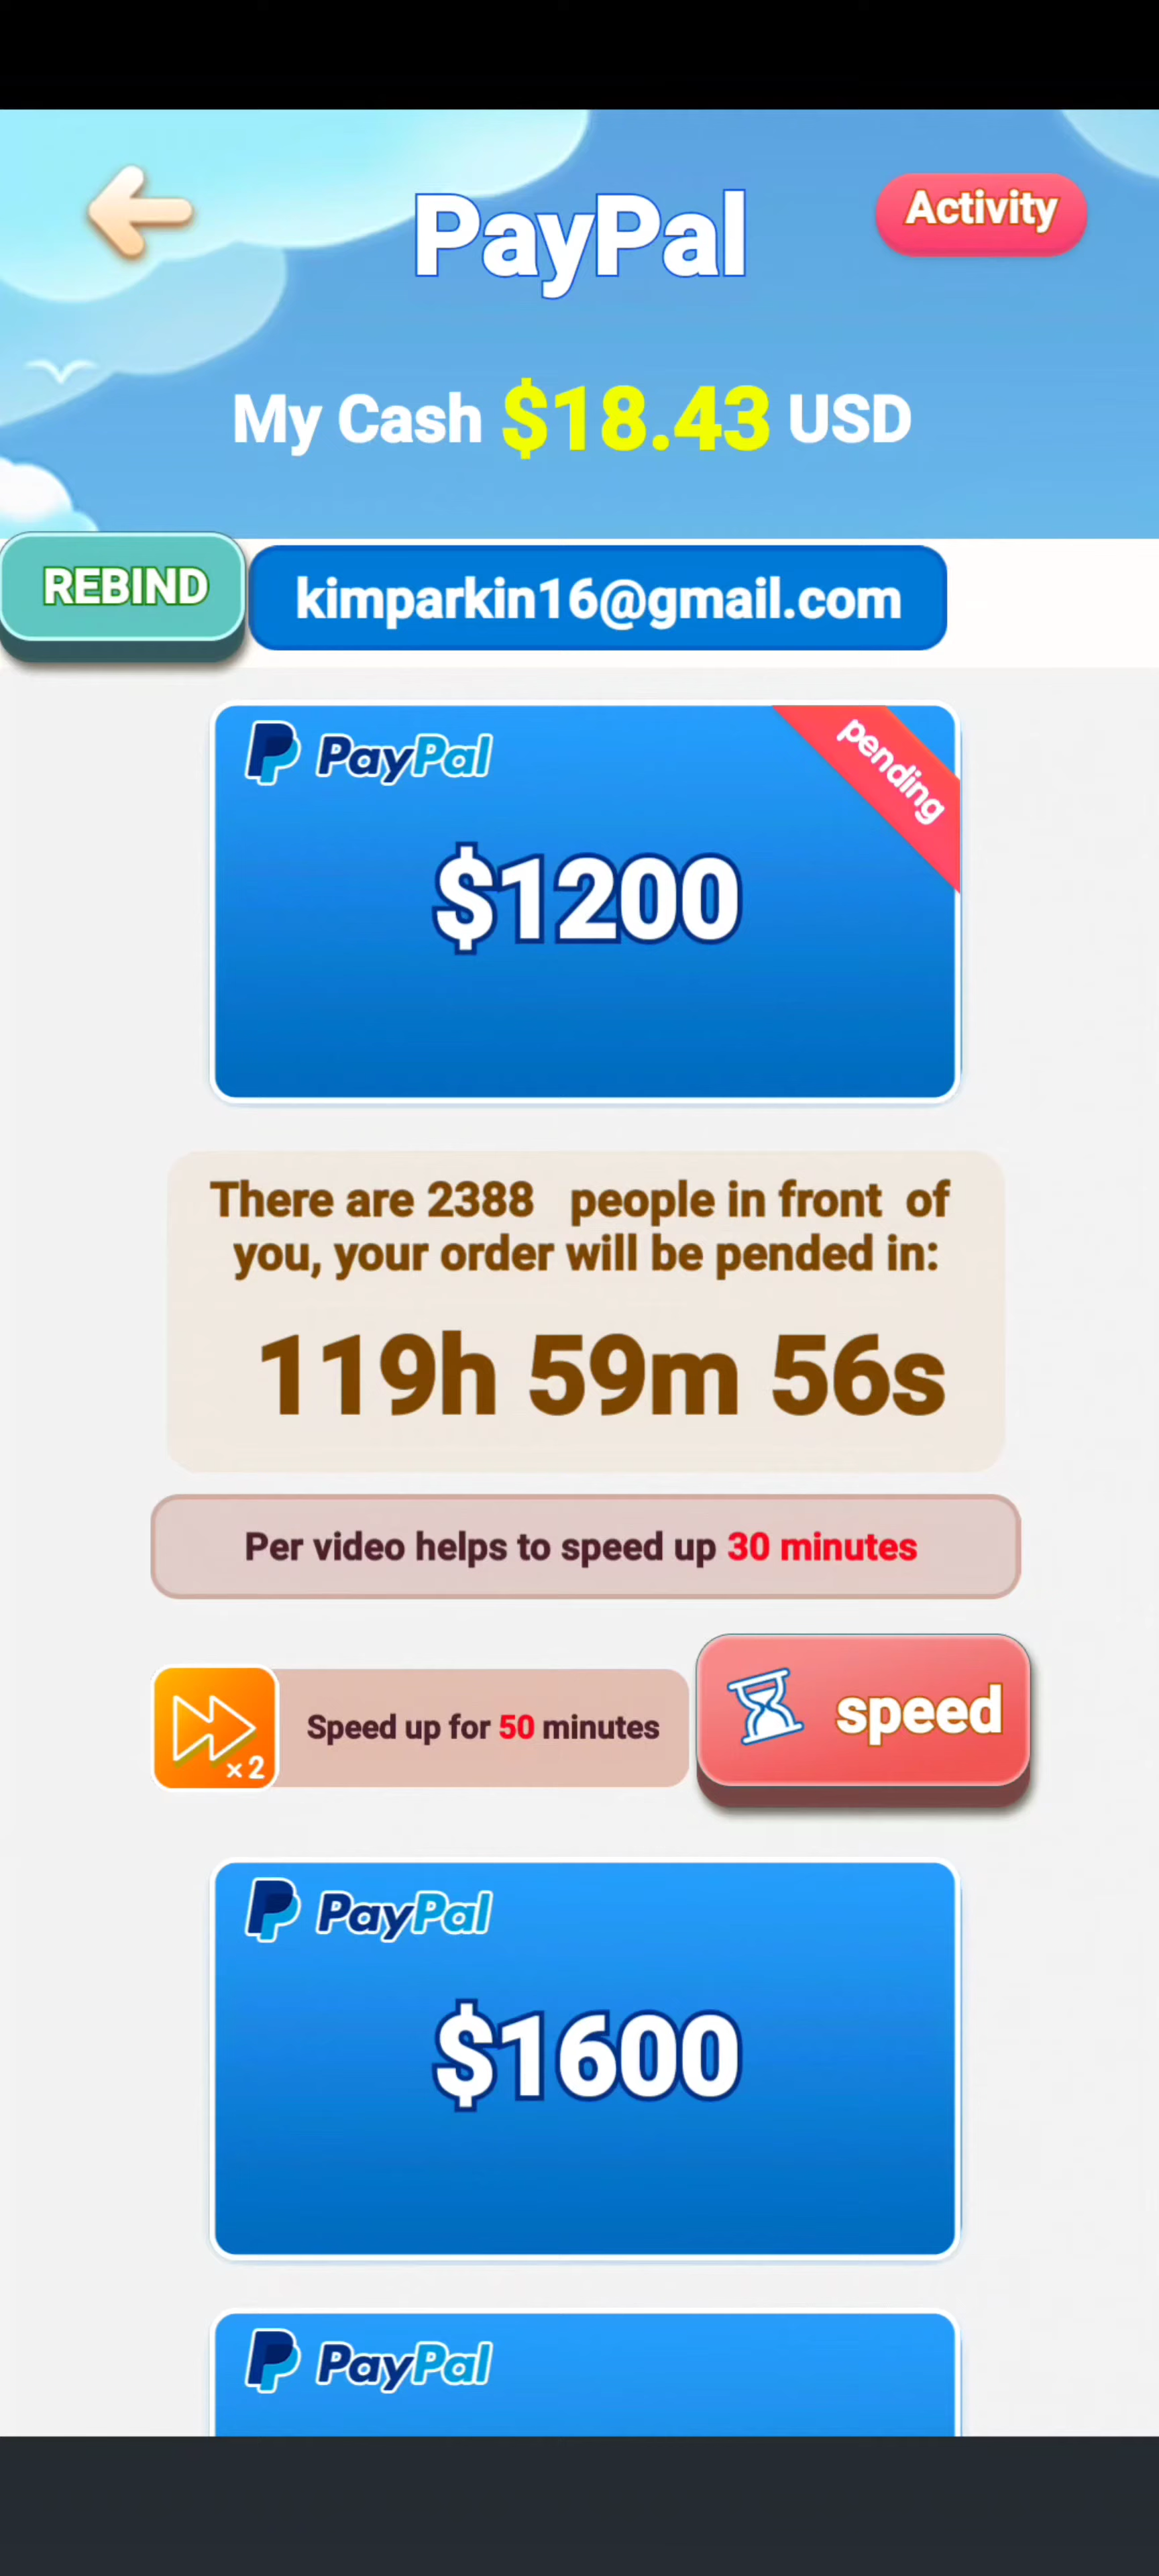 PayPal
Activity
My Cash $18.43 USD
REBIND
kimparkin16@gmail.com
PayPal
pending
$1200
There are 2388 people in front of
you, your order will be pended in:
119h 59m 56s
Per video helps to speed up 30 minutes
×2
Speed up for 50 minutes
speed
PayPal
$1600
PayPal